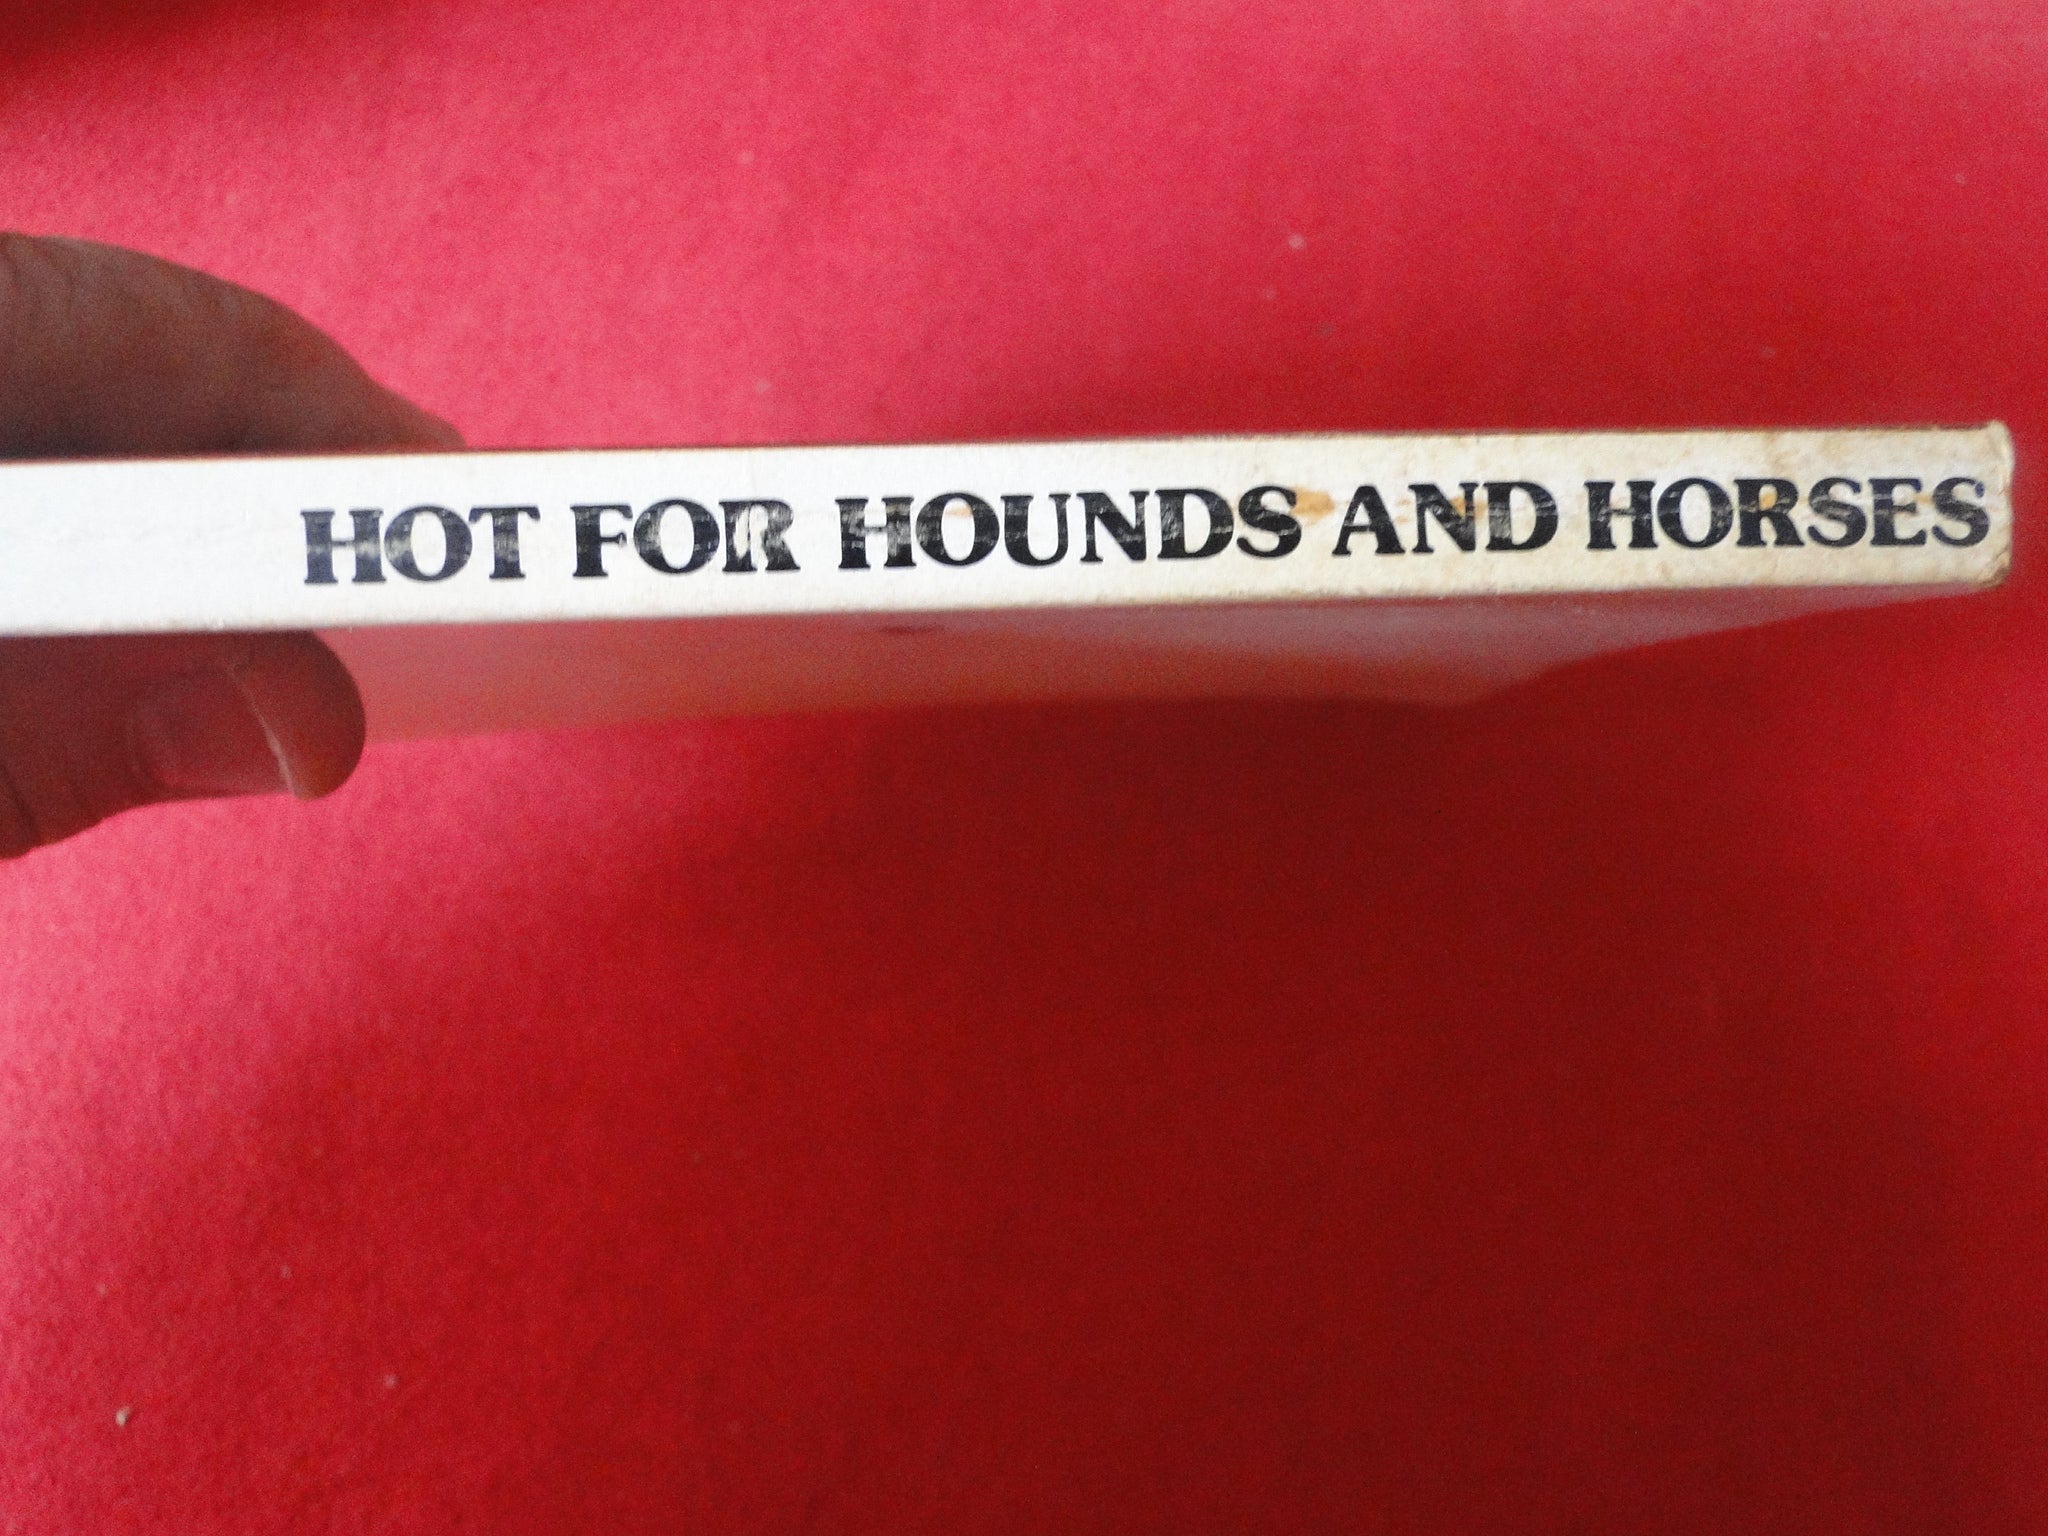 HOT FOR HOUNDS AND HORSES